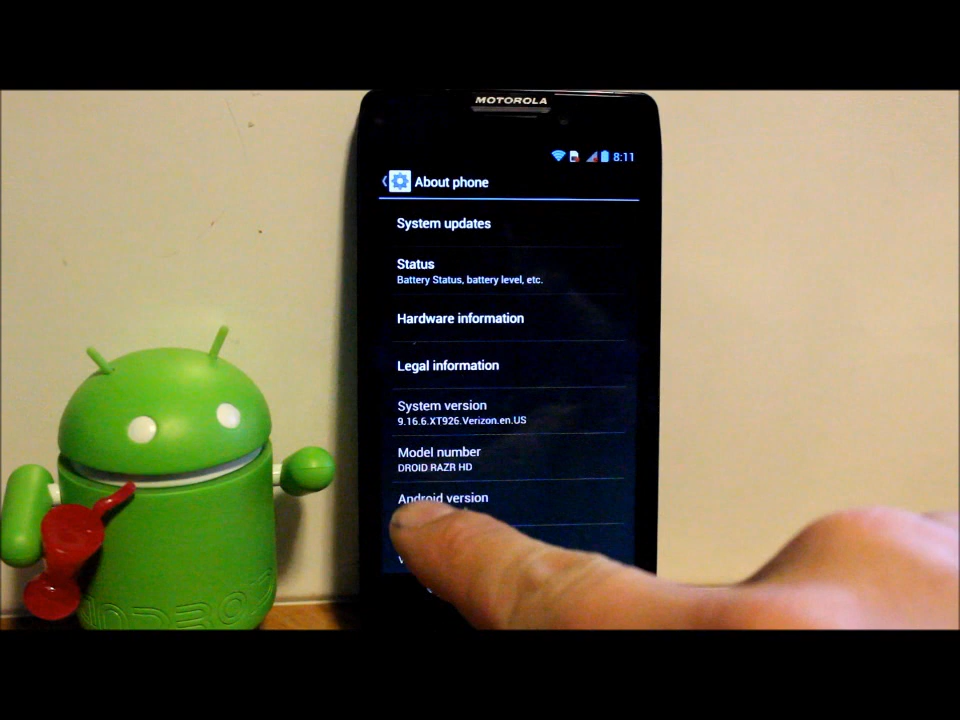 MOTOROLA
8:11
About phone
System updates
Status
Battery Status, battery level, etc.
Hardware information
Legal information
System version
9.16.6.XT926.Verizon.en.US
Model number
DROID RAZR HD
Android version